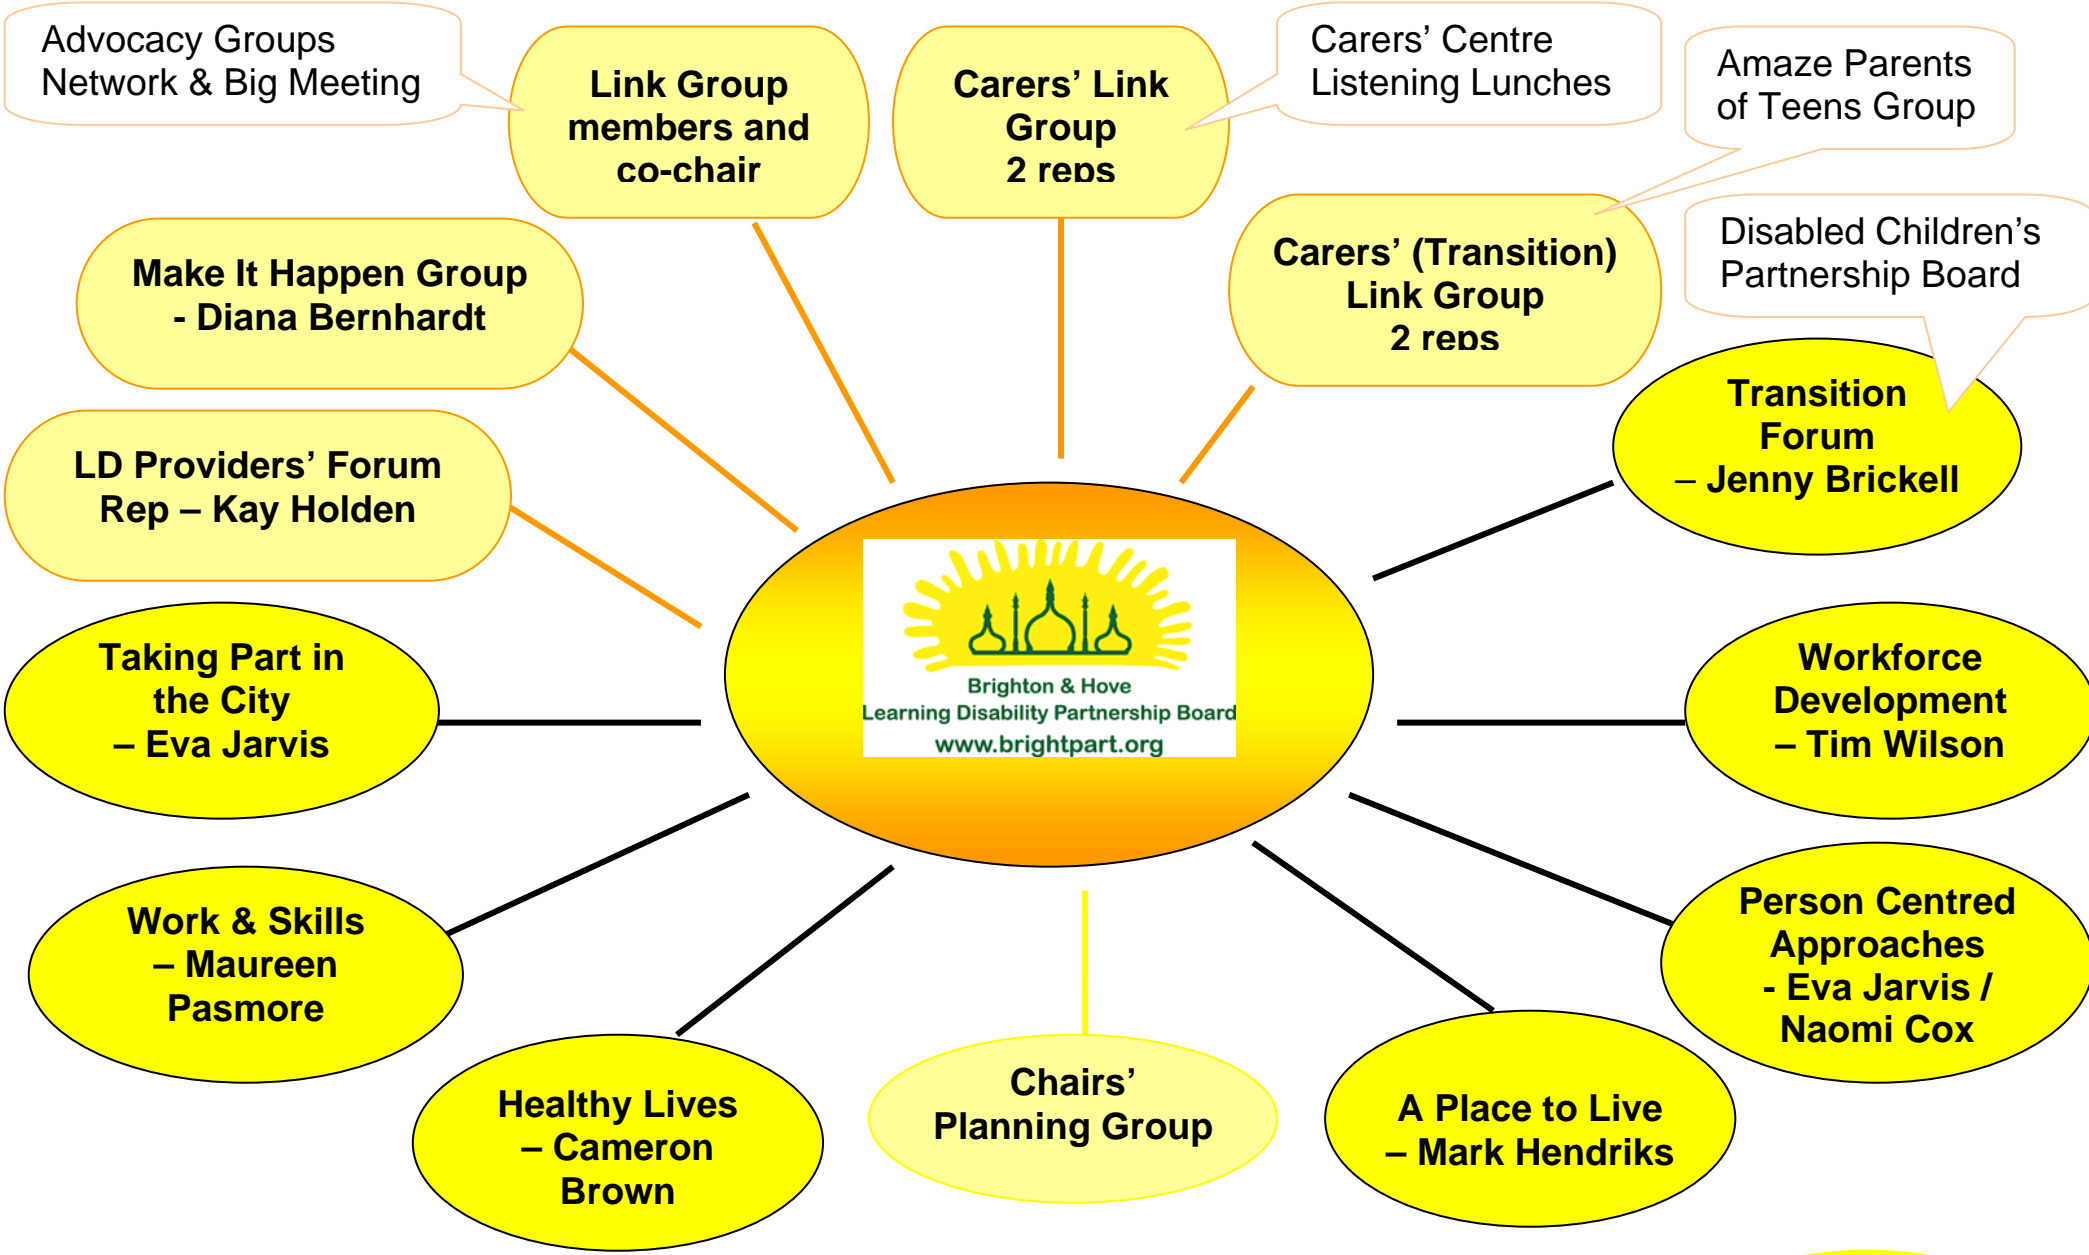 Advocacy Groups
Network & Big Meeting
Link Group
members and
co-chair
Carers’ Link
Group
2 reps
Carers’ Centre
Listening Lunches
Amaze Parents
of Teens Group
Make It Happen Group
- Diana Bernhardt
Carers’ (Transition)
Link Group
2 reps
Disabled Children’s
Partnership Board
LD Providers’ Forum
Rep – Kay Holden
Transition
Forum
– Jenny Brickell
Brighton & Hove
Learning Disability Partnership Board
www.brightpart.org
Taking Part in
the City
– Eva Jarvis
Workforce
Development
– Tim Wilson
Work & Skills
– Maureen
Pasmore
Person Centred
Approaches
- Eva Jarvis /
Naomi Cox
Healthy Lives
– Cameron
Brown
Chairs’
Planning Group
A Place to Live
– Mark Hendriks